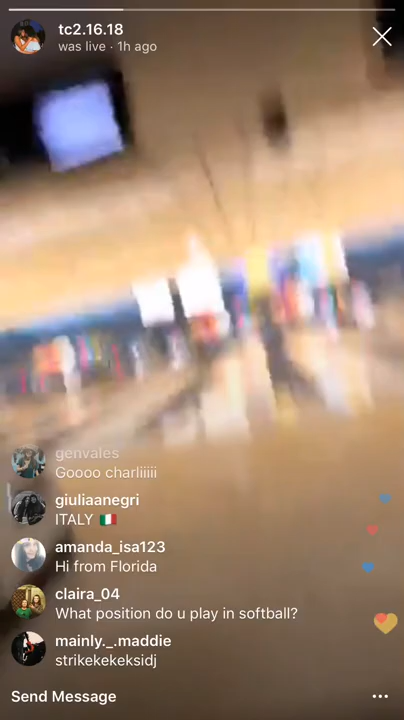 tc2.16.18
was live · 1h ago
genvales
Goooo charliiiii
giuliaanegri
ITALY 🇮🇹
amanda_isa123
Hi from Florida
claira_04
What position do u play in softball?
mainly._.maddie
strikekekeksidj
Send Message